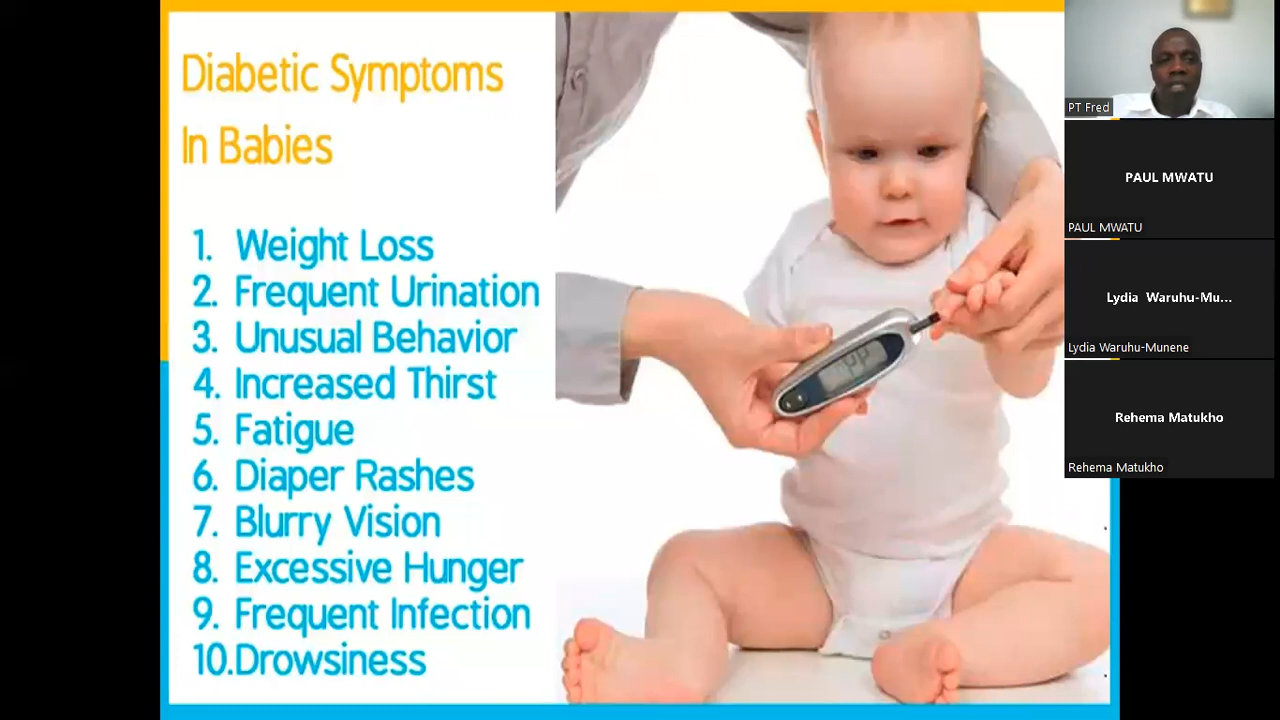 Diabetic Symptoms
In Babies
1. Weight Loss
2. Frequent Urination
3. Unusual Behavior
4. Increased Thirst
5. Fatigue
6. Diaper Rashes
7. Blurry Vision
8. Excessive Hunger
9. Frequent Infection
10.Drowsiness
PT Fred
PAUL MWATU
PAUL MWATU
Lydia Waruhu-Mu...
Lydia Waruhu-Munene
Rehema Matukho
Rehema Matukho